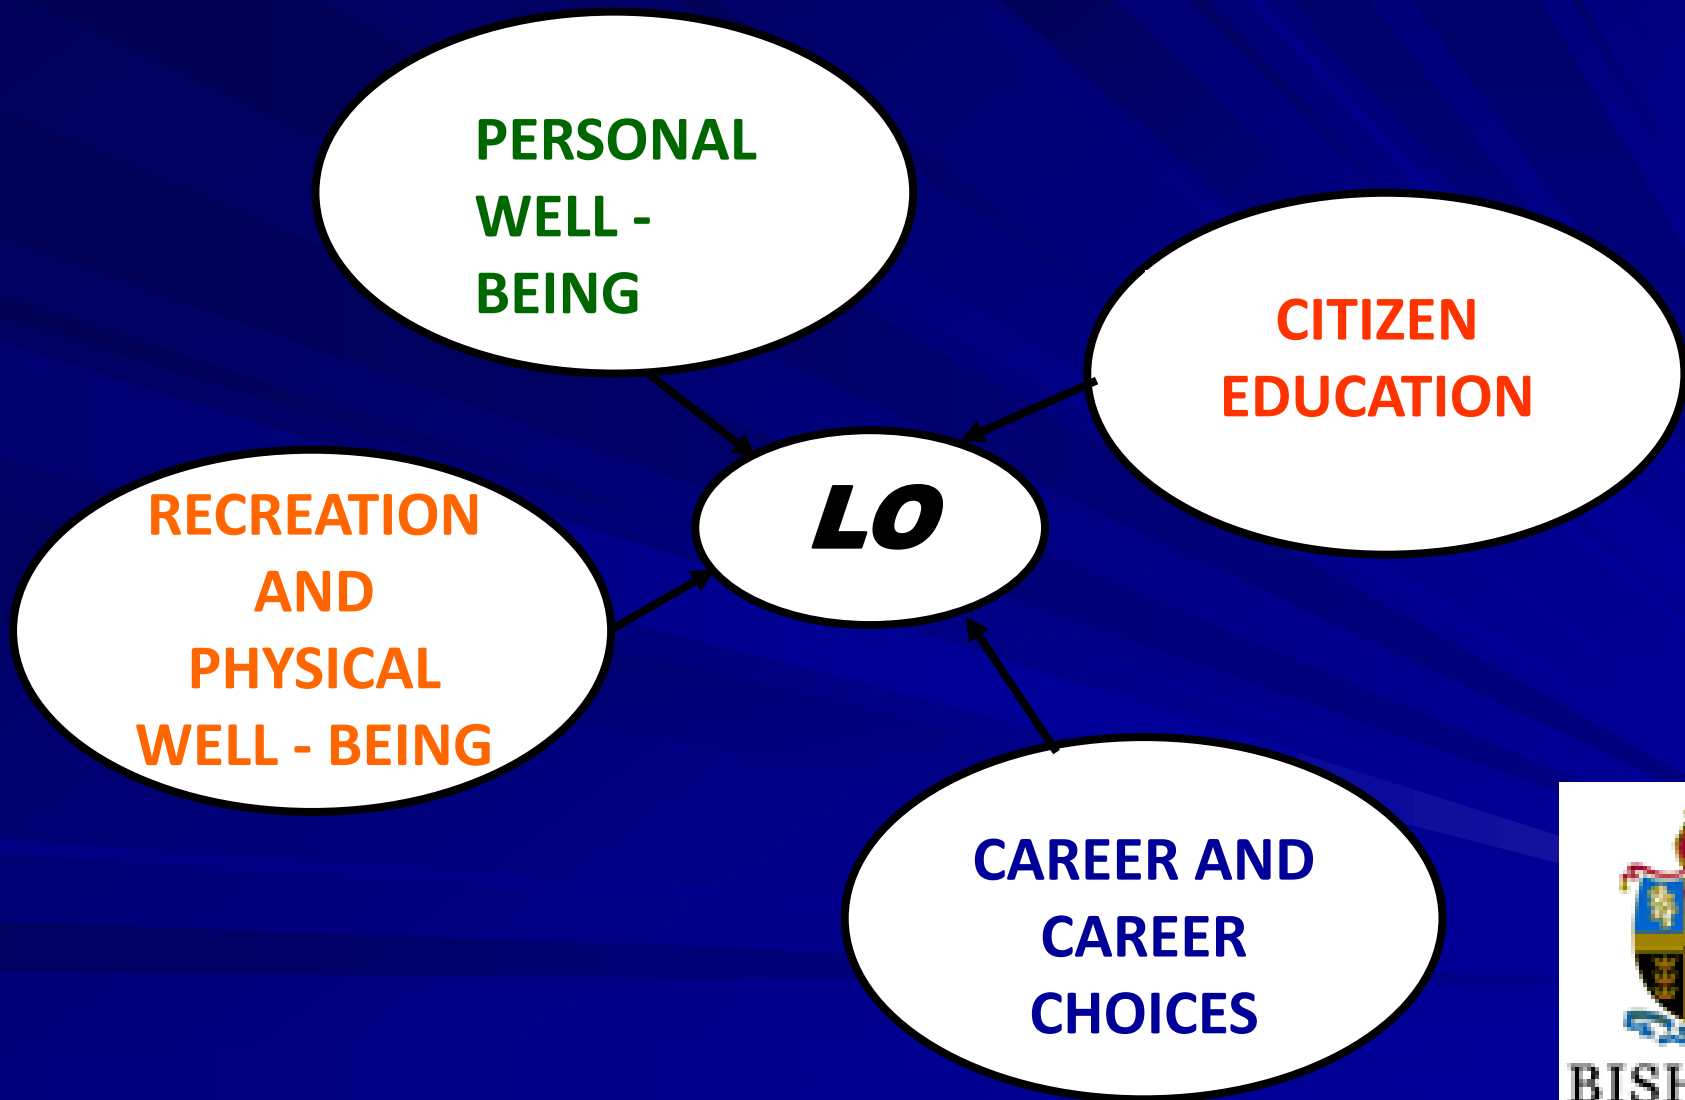 PERSONAL
WELL -
BEING
CITIZEN
EDUCATION
LO
RECREATION
AND
PHYSICAL
WELL - BEING
CAREER AND
CAREER
CHOICES